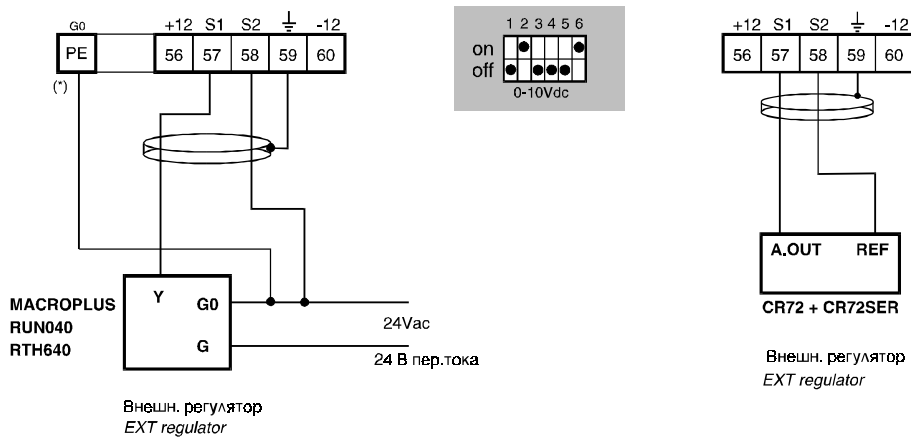 G0 +12 S1 S2 -12
PE 56 57 58 59 60
(*)
1 2 3 4 5 6
on
off
0-10Vdc
+12 S1 S2 -12
56 57 58 59 60
Y G0
G
MACROPLUS
RUN040
RTH640
24Vac
24 В пер.тока
Внешн. регулятор
EXT regulator
A.OUT REF
CR72 + CR72SER
Внешн. регулятор
EXT regulator